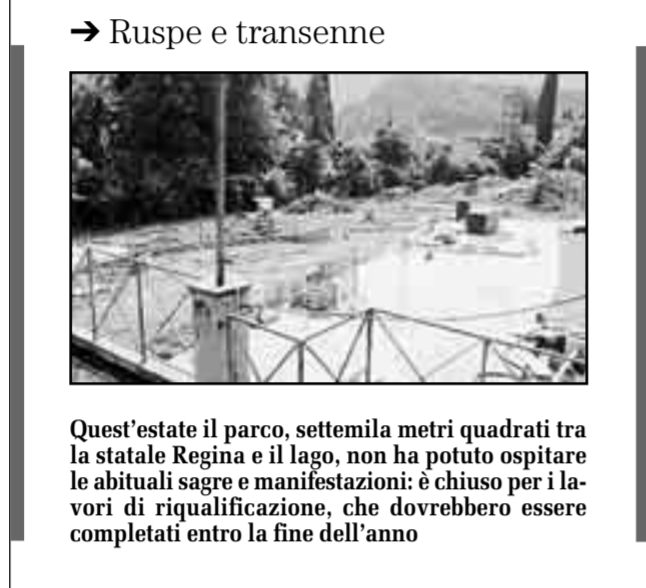 ➔ Ruspe e transenne
Quest'estate il parco, settemila metri quadrati tra
la statale Regina e il lago, non ha potuto ospitare
le abituali sagre e manifestazioni: è chiuso per i la-
vori di riqualificazione, che dovrebbero essere
completati entro la fine dell'anno